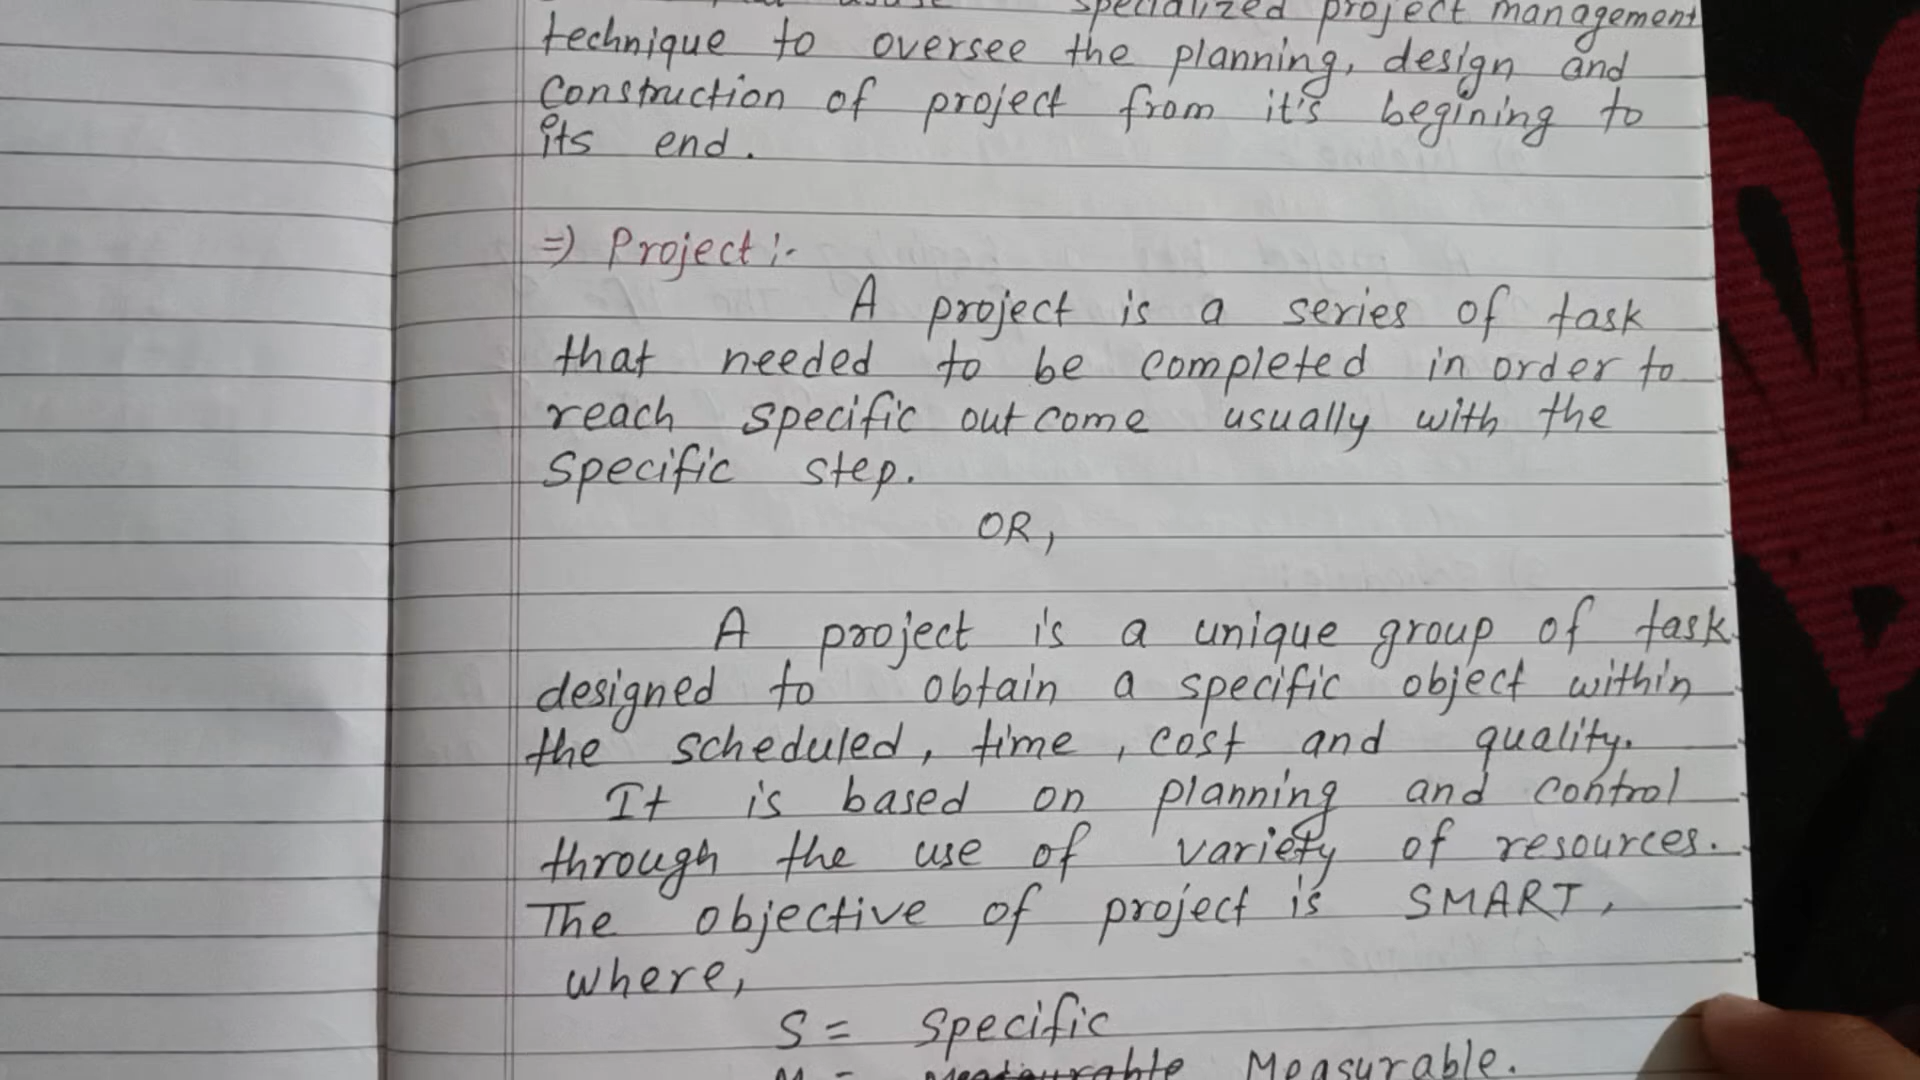 specialized project management
technique to oversee the planning, design and
Construction of project from it's begining to
its end.
=) Project :-
A project is a series of task
that needed to be completed in order to
reach specific out come usually with the
specific step.
OR,
A project is a unique group of task
designed to obtain a specific object within
the scheduled, time, cost and quality.
It is based on planning and control
through the use of variety of resources.
The objective of project is SMART,
where,
S = Specific
M = Measurable.